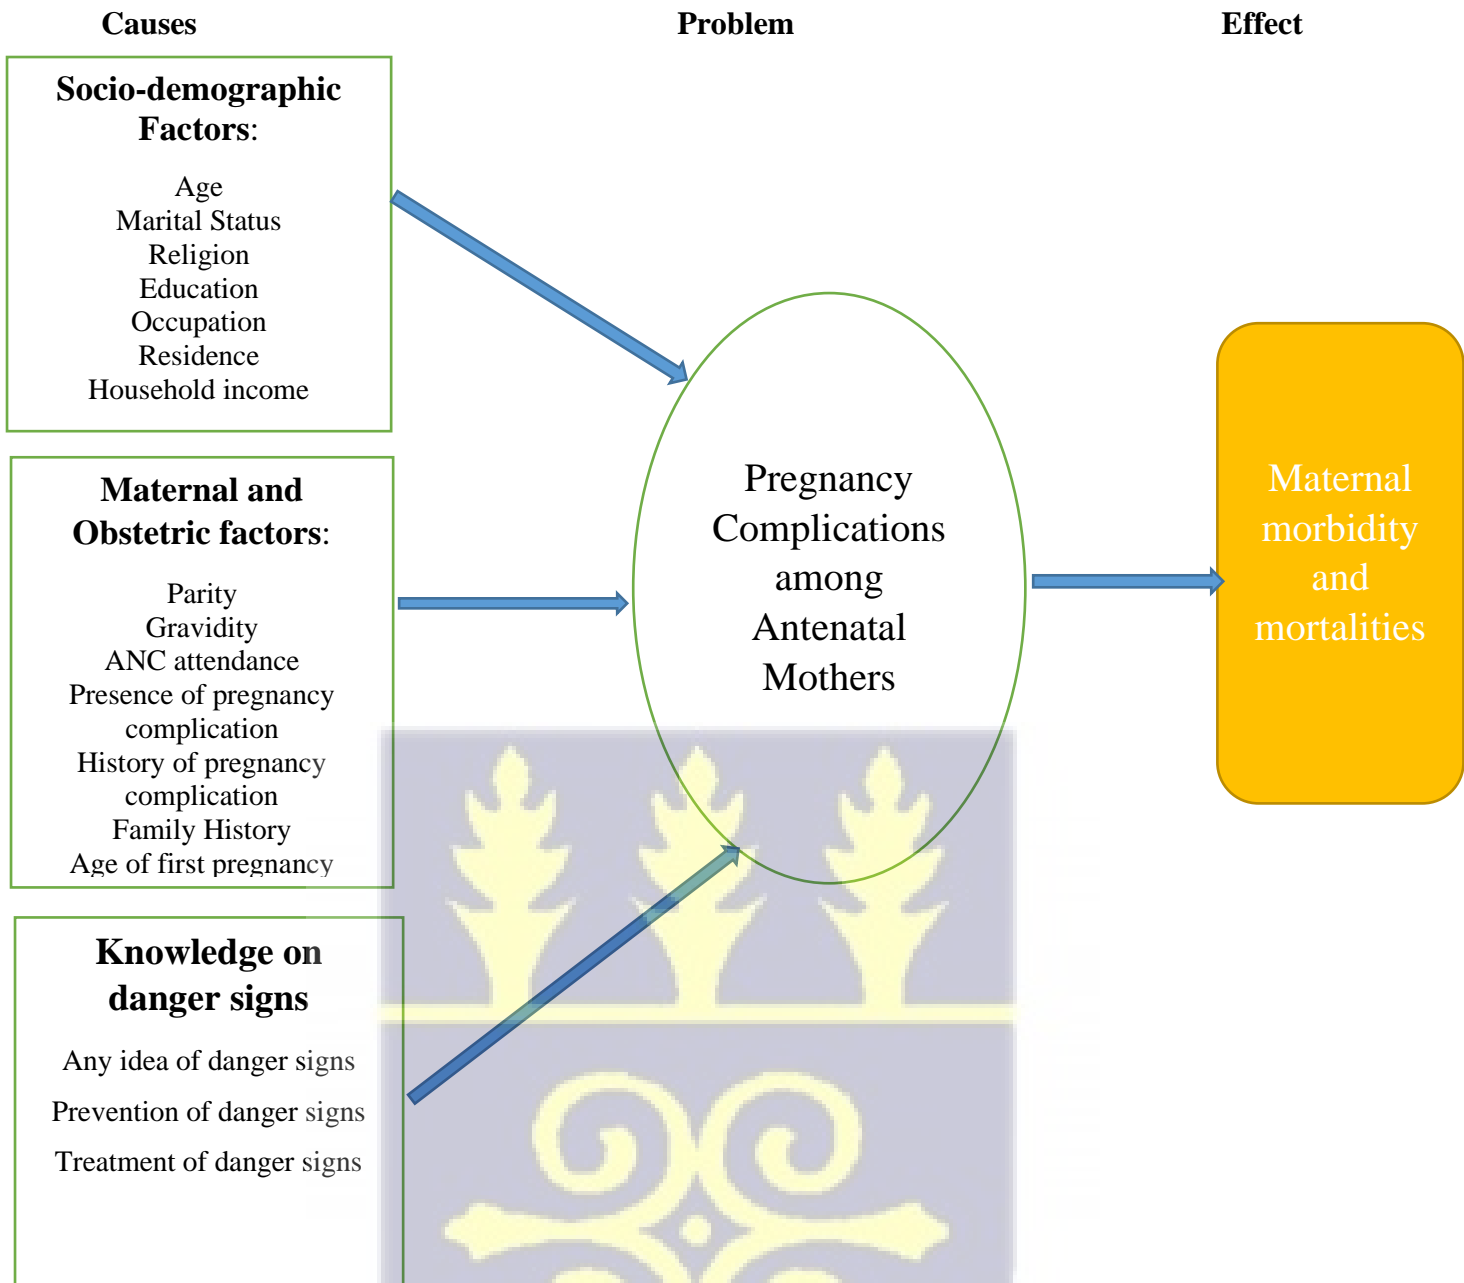 Causes
Problem
Effect
Socio-demographic
Factors:
Age
Marital Status
Religion
Education
Occupation
Residence
Household income
Maternal and
Obstetric factors:
Parity
Gravidity
ANC attendance
Presence of pregnancy
complication
History of pregnancy
complication
Family History
Age of first pregnancy
Knowledge on
danger signs
Any idea of danger signs
Prevention of danger signs
Treatment of danger signs
Pregnancy
Complications
among
Antenatal
Mothers
Maternal
morbidity
and
mortalities